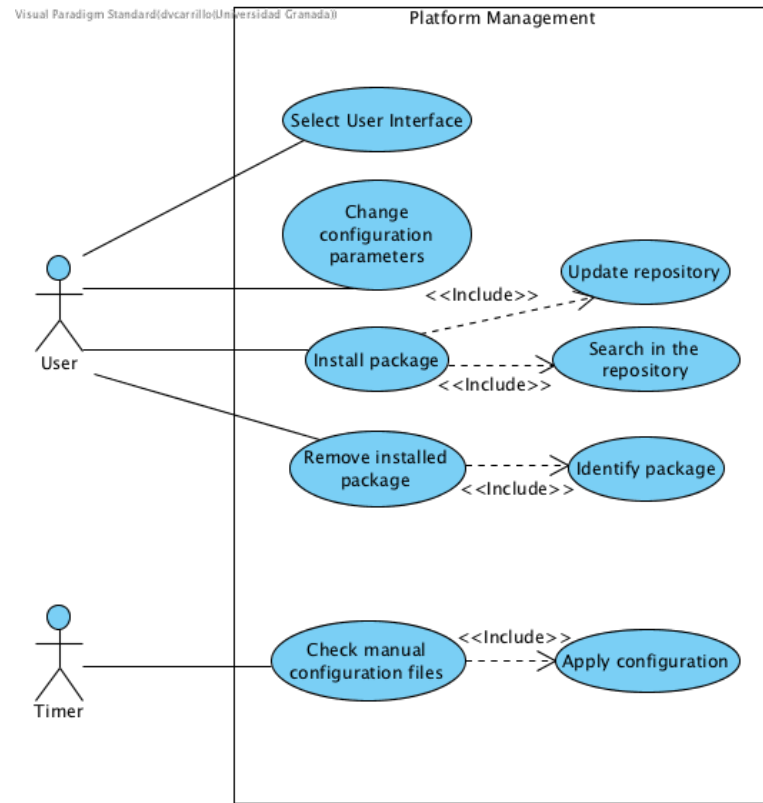 Visual Paradigm Standard(dvcarrillo(Universidad Granada))
Platform Management
Select User Interface
Change
configuration
parameters
<<Include>>
Update repository
User
Install package
<<Include>>
Search in the
repository
Remove installed
package
<<Include>>
Identify package
Timer
Check manual
configuration files
<<Include>>
Apply configuration